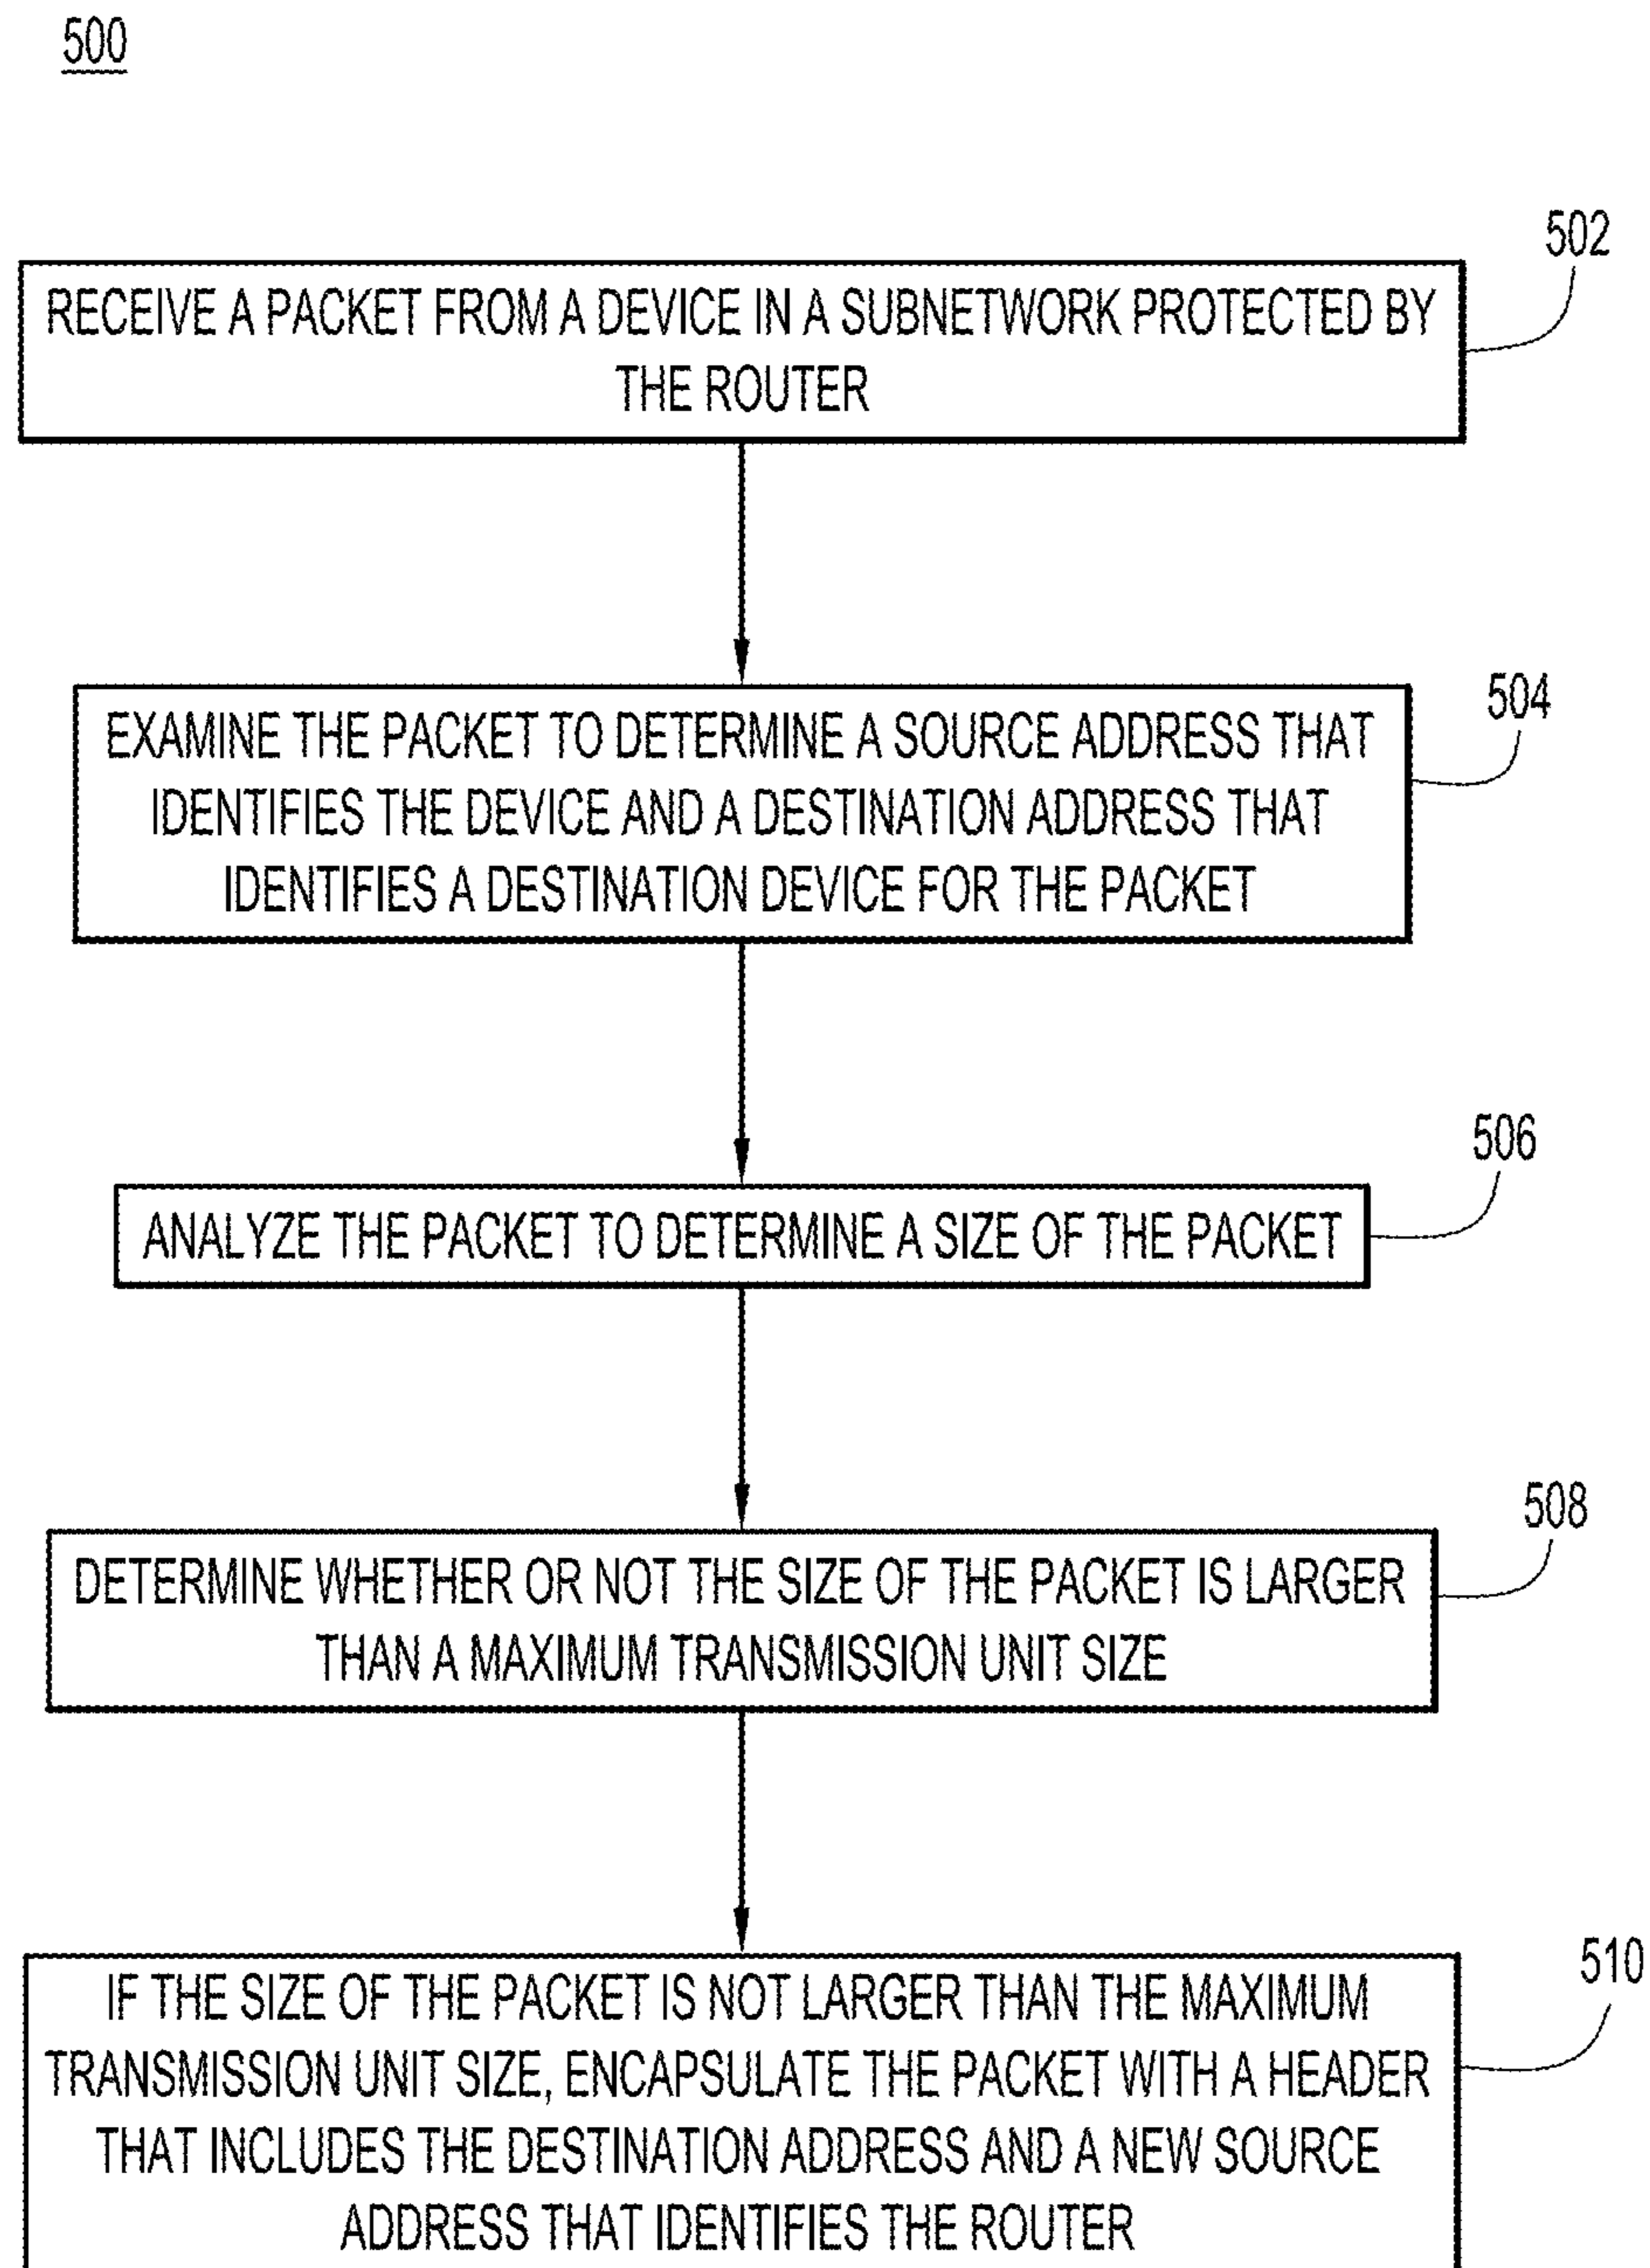 500
502
RECEIVE A PACKET FROM A DEVICE IN A SUBNETWORK PROTECTED BY
THE ROUTER
504
EXAMINE THE PACKET TO DETERMINE A SOURCE ADDRESS THAT
IDENTIFIES THE DEVICE AND A DESTINATION ADDRESS THAT
IDENTIFIES A DESTINATION DEVICE FOR THE PACKET
506
ANALYZE THE PACKET TO DETERMINE A SIZE OF THE PACKET
508
DETERMINE WHETHER OR NOT THE SIZE OF THE PACKET IS LARGER
THAN A MAXIMUM TRANSMISSION UNIT SIZE
510
IF THE SIZE OF THE PACKET IS NOT LARGER THAN THE MAXIMUM
TRANSMISSION UNIT SIZE, ENCAPSULATE THE PACKET WITH A HEADER
THAT INCLUDES THE DESTINATION ADDRESS AND A NEW SOURCE
ADDRESS THAT IDENTIFIES THE ROUTER